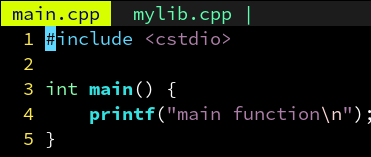 main.cpp  mylib.cpp |
1 #include <cstdio>
2
3 int main() {
4     printf("main function\n");
5 }